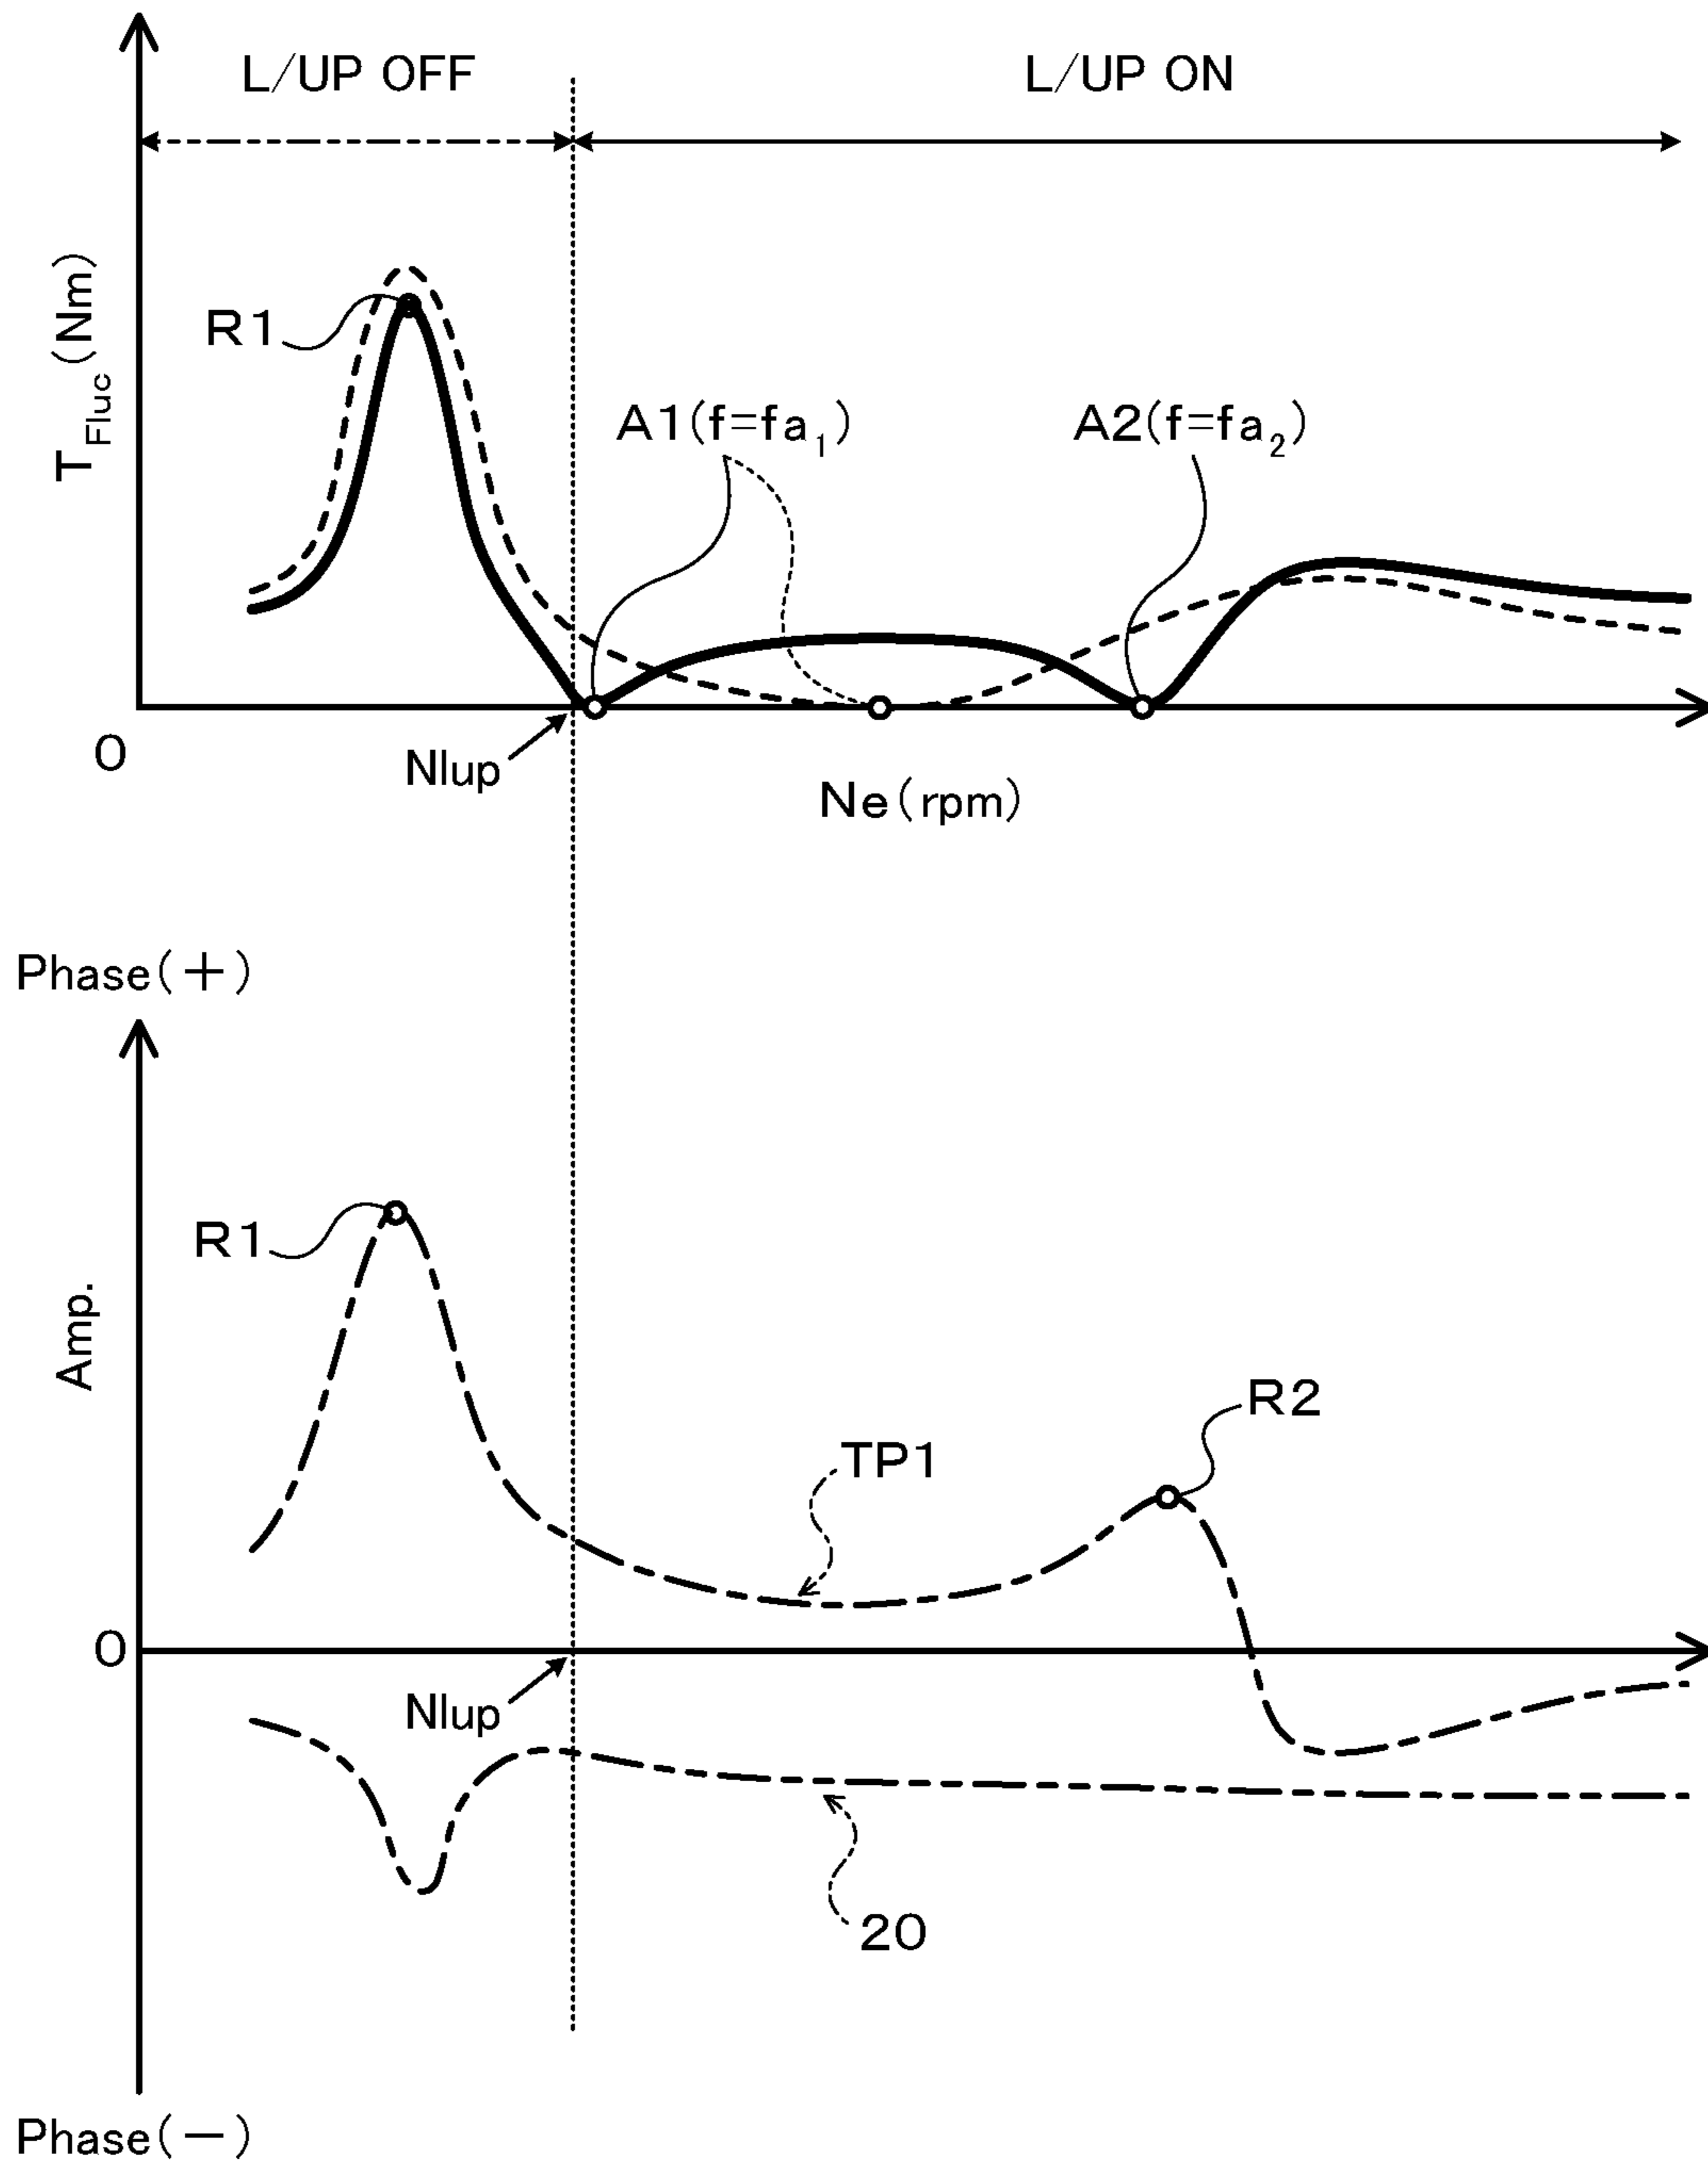 L/UP OFF
L/UP ON
T_Fluc (Nm)
R1
A1(f=fa₁)
A2(f=fa₂)
0
Nlup
Ne(rpm)
Phase(+)
R1
Amp.
R2
TP1
0
Nlup
20
Phase(−)